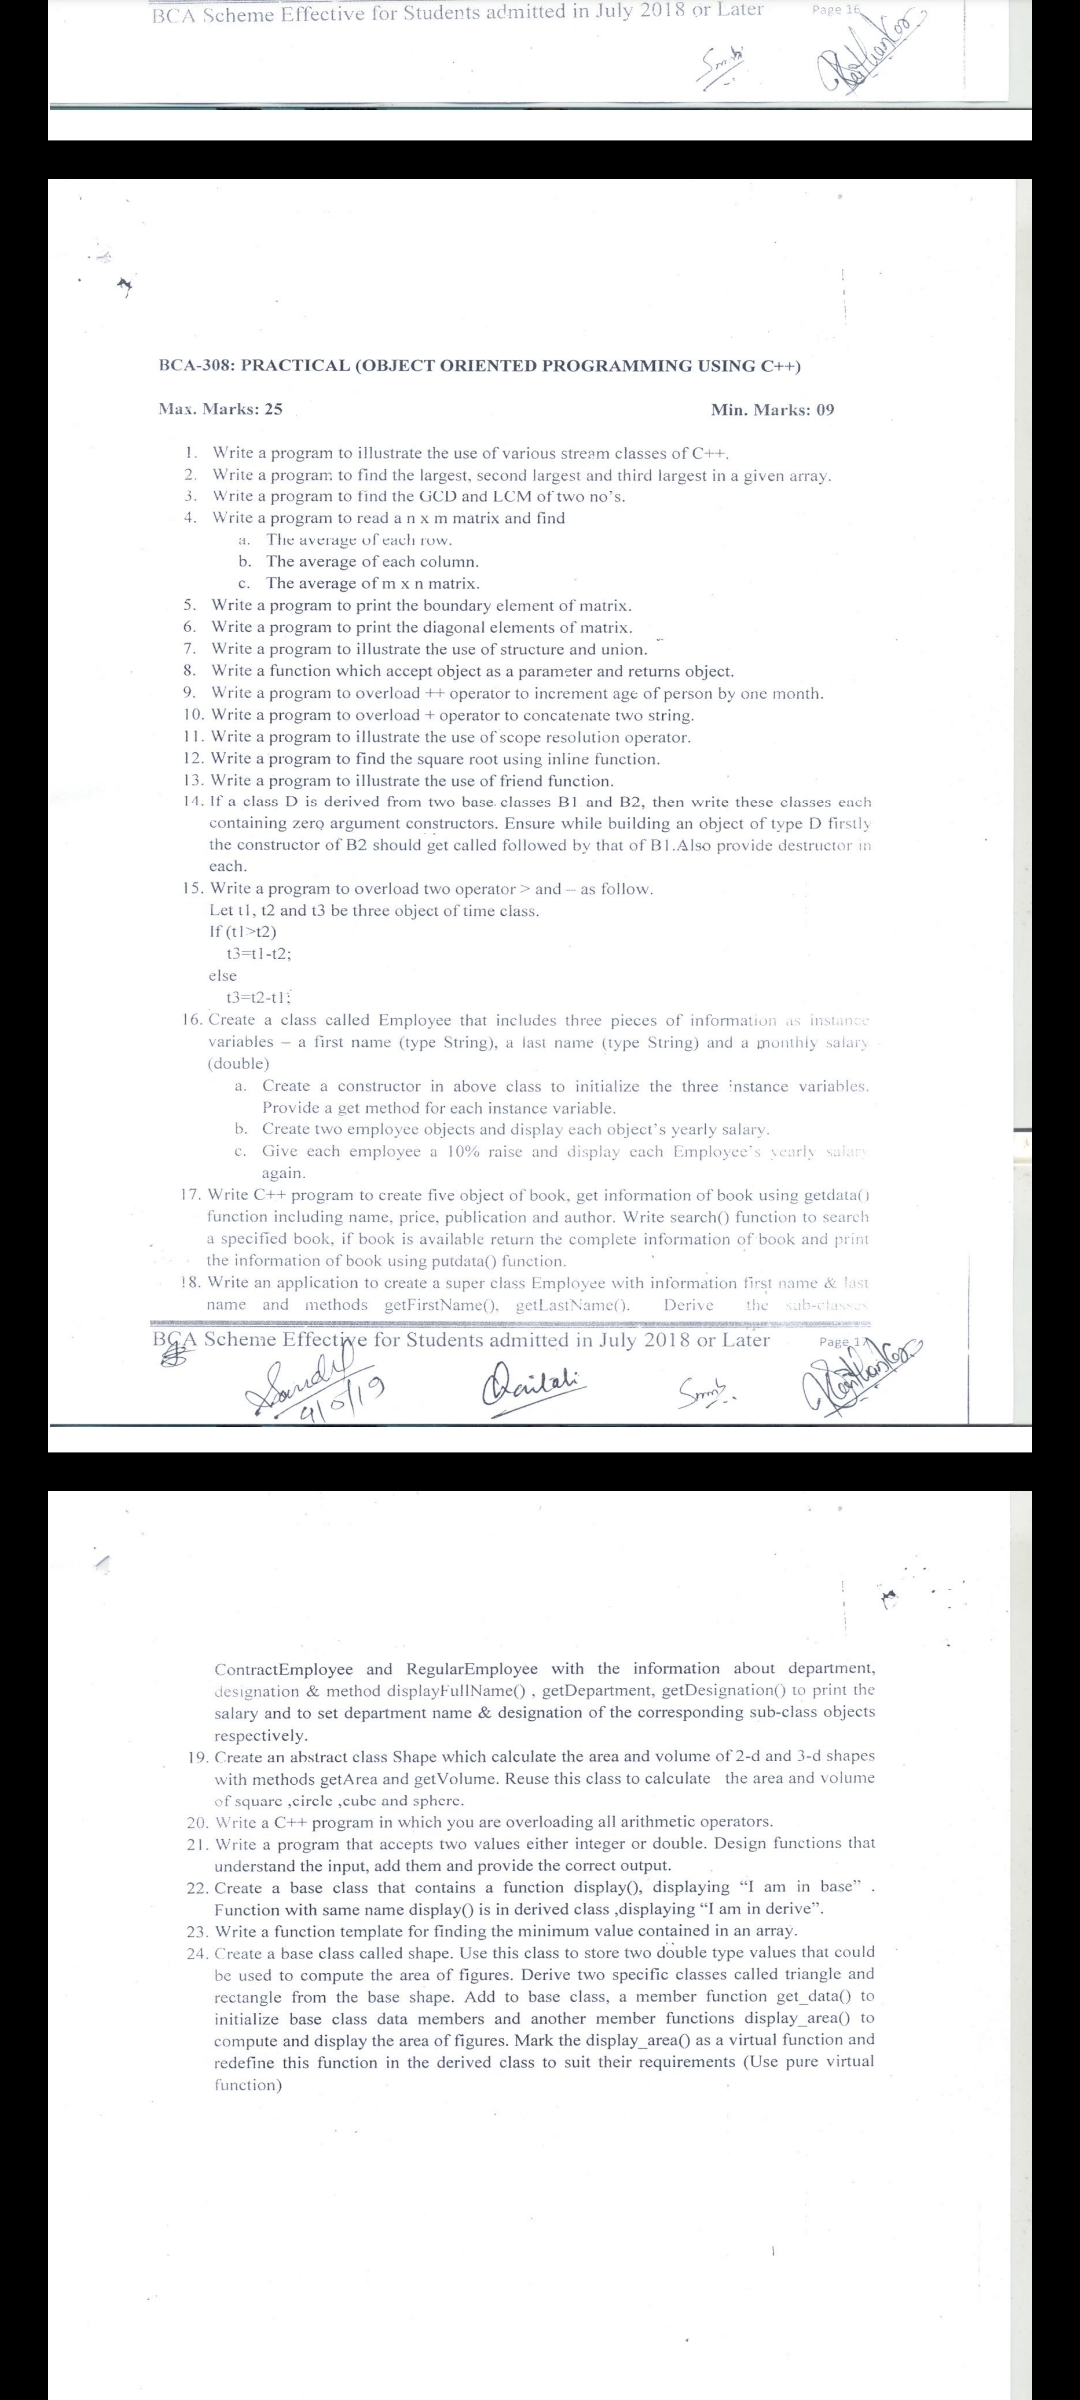 BCA Scheme Effective for Students admitted in July 2018 or Later Page 16
BCA-308: PRACTICAL (OBJECT ORIENTED PROGRAMMING USING C++)
Max. Marks: 25 Min. Marks: 09
1. Write a program to illustrate the use of various stream classes of C++.
2. Write a program to find the largest, second largest and third largest in a given array.
3. Write a program to find the GCD and LCM of two no's.
4. Write a program to read a n x m matrix and find
a. The average of each row.
b. The average of each column.
c. The average of m x n matrix.
5. Write a program to print the boundary element of matrix.
6. Write a program to print the diagonal elements of matrix.
7. Write a program to illustrate the use of structure and union.
8. Write a function which accept object as a parameter and returns object.
9. Write a program to overload ++ operator to increment age of person by one month.
10. Write a program to overload + operator to concatenate two string.
11. Write a program to illustrate the use of scope resolution operator.
12. Write a program to find the square root using inline function.
13. Write a program to illustrate the use of friend function.
14. If a class D is derived from two base classes B1 and B2, then write these classes each
containing zero argument constructors. Ensure while building an object of type D firstly
the constructor of B2 should get called followed by that of B1.Also provide destructor in
each.
15. Write a program to overload two operator > and – as follow.
Let t1, t2 and t3 be three object of time class.
If (t1>t2)
t3=t1-t2;
else
t3=t2-t1;
16. Create a class called Employee that includes three pieces of information as instance
variables – a first name (type String), a last name (type String) and a monthly salary
(double)
a. Create a constructor in above class to initialize the three instance variables.
Provide a get method for each instance variable.
b. Create two employee objects and display each object's yearly salary.
c. Give each employee a 10% raise and display each Employee's yearly salary
again.
17. Write C++ program to create five object of book, get information of book using getdata()
function including name, price, publication and author. Write search() function to search
a specified book, if book is available return the complete information of book and print
the information of book using putdata() function.
18. Write an application to create a super class Employee with information first name & last
name and methods getFirstName(), getLastName(). Derive the sub-classes
BCA Scheme Effective for Students admitted in July 2018 or Later Page 17
ContractEmployee and RegularEmployee with the information about department,
designation & method displayFullName() , getDepartment, getDesignation() to print the
salary and to set department name & designation of the corresponding sub-class objects
respectively.
19. Create an abstract class Shape which calculate the area and volume of 2-d and 3-d shapes
with methods getArea and getVolume. Reuse this class to calculate the area and volume
of square ,circle ,cube and sphere.
20. Write a C++ program in which you are overloading all arithmetic operators.
21. Write a program that accepts two values either integer or double. Design functions that
understand the input, add them and provide the correct output.
22. Create a base class that contains a function display(), displaying “I am in base” .
Function with same name display() is in derived class ,displaying “I am in derive”.
23. Write a function template for finding the minimum value contained in an array.
24. Create a base class called shape. Use this class to store two double type values that could
be used to compute the area of figures. Derive two specific classes called triangle and
rectangle from the base shape. Add to base class, a member function get_data() to
initialize base class data members and another member functions display_area() to
compute and display the area of figures. Mark the display_area() as a virtual function and
redefine this function in the derived class to suit their requirements (Use pure virtual
function)